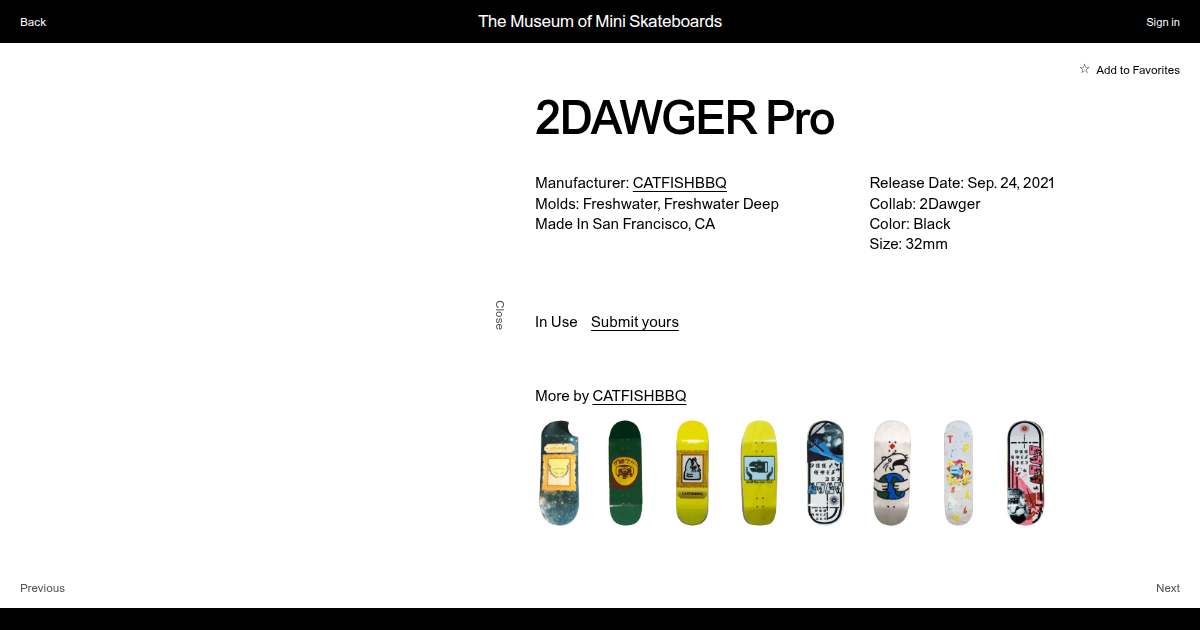 Back
The Museum of Mini Skateboards
Sign in
☆ Add to Favorites
2DAWGER Pro
Manufacturer: CATFISHBBQ
Molds: Freshwater, Freshwater Deep
Made In San Francisco, CA
Release Date: Sep. 24, 2021
Collab: 2Dawger
Color: Black
Size: 32mm
Close
In Use Submit yours
More by CATFISHBBQ
Previous
Next